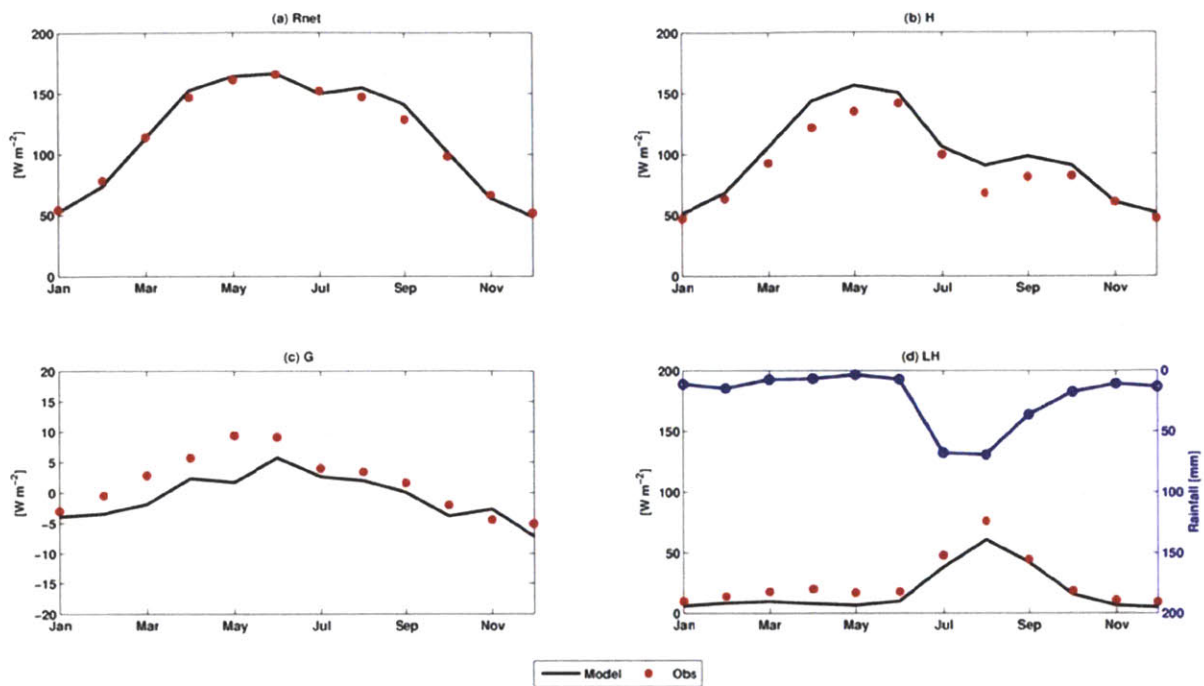 (a) Rnet
200
150
100
50
0
[W m⁻²]
Jan Mar May Jul Sep Nov
(b) H
200
150
100
50
0
[W m⁻²]
Jan Mar May Jul Sep Nov
(c) G
20
15
10
5
0
−5
−10
−15
−20
[W m⁻²]
Jan Mar May Jul Sep Nov
(d) LH
200
150
100
50
0
[W m⁻²]
0
50
100
150
200
Rainfall [mm]
Jan Mar May Jul Sep Nov
Model Obs